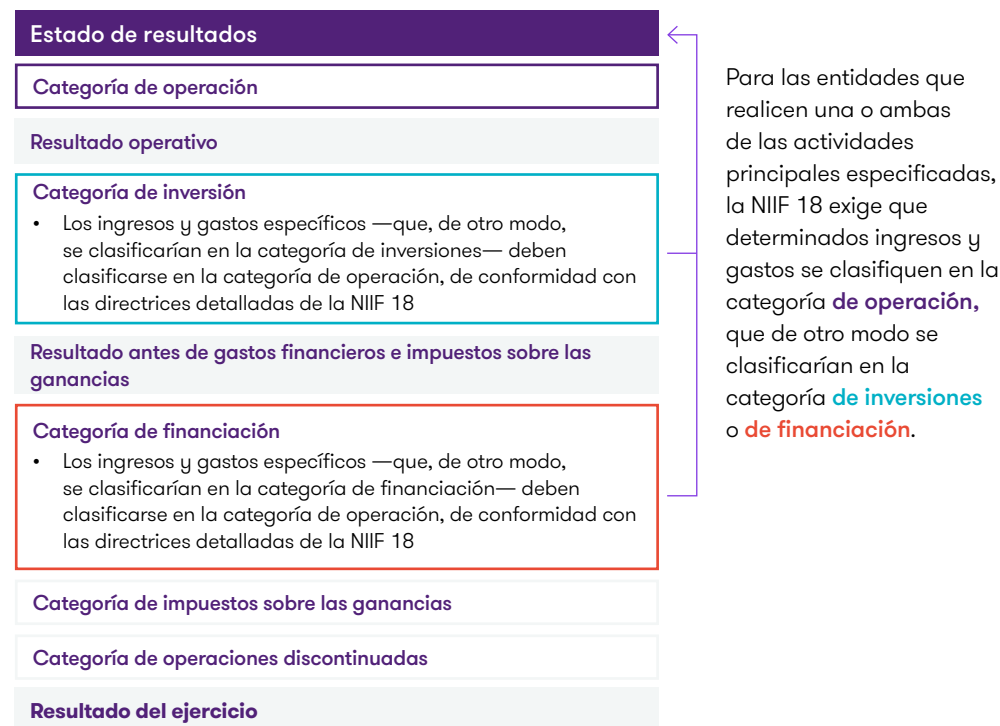 Estado de resultados
Categoría de operación
Resultado operativo
Categoría de inversión
• Los ingresos y gastos específicos —que, de otro modo,
se clasificarían en la categoría de inversiones— deben
clasificarse en la categoría de operación, de conformidad con
las directrices detalladas de la NIIF 18
Resultado antes de gastos financieros e impuestos sobre las
ganancias
Categoría de financiación
• Los ingresos y gastos específicos —que, de otro modo,
se clasificarían en la categoría de financiación— deben
clasificarse en la categoría de operación, de conformidad con
las directrices detalladas de la NIIF 18
Categoría de impuestos sobre las ganancias
Categoría de operaciones discontinuadas
Resultado del ejercicio
Para las entidades que
realicen una o ambas
de las actividades
principales especificadas,
la NIIF 18 exige que
determinados ingresos y
gastos se clasifiquen en la
categoría de operación,
que de otro modo se
clasificarían en la
categoría de inversiones
o de financiación.